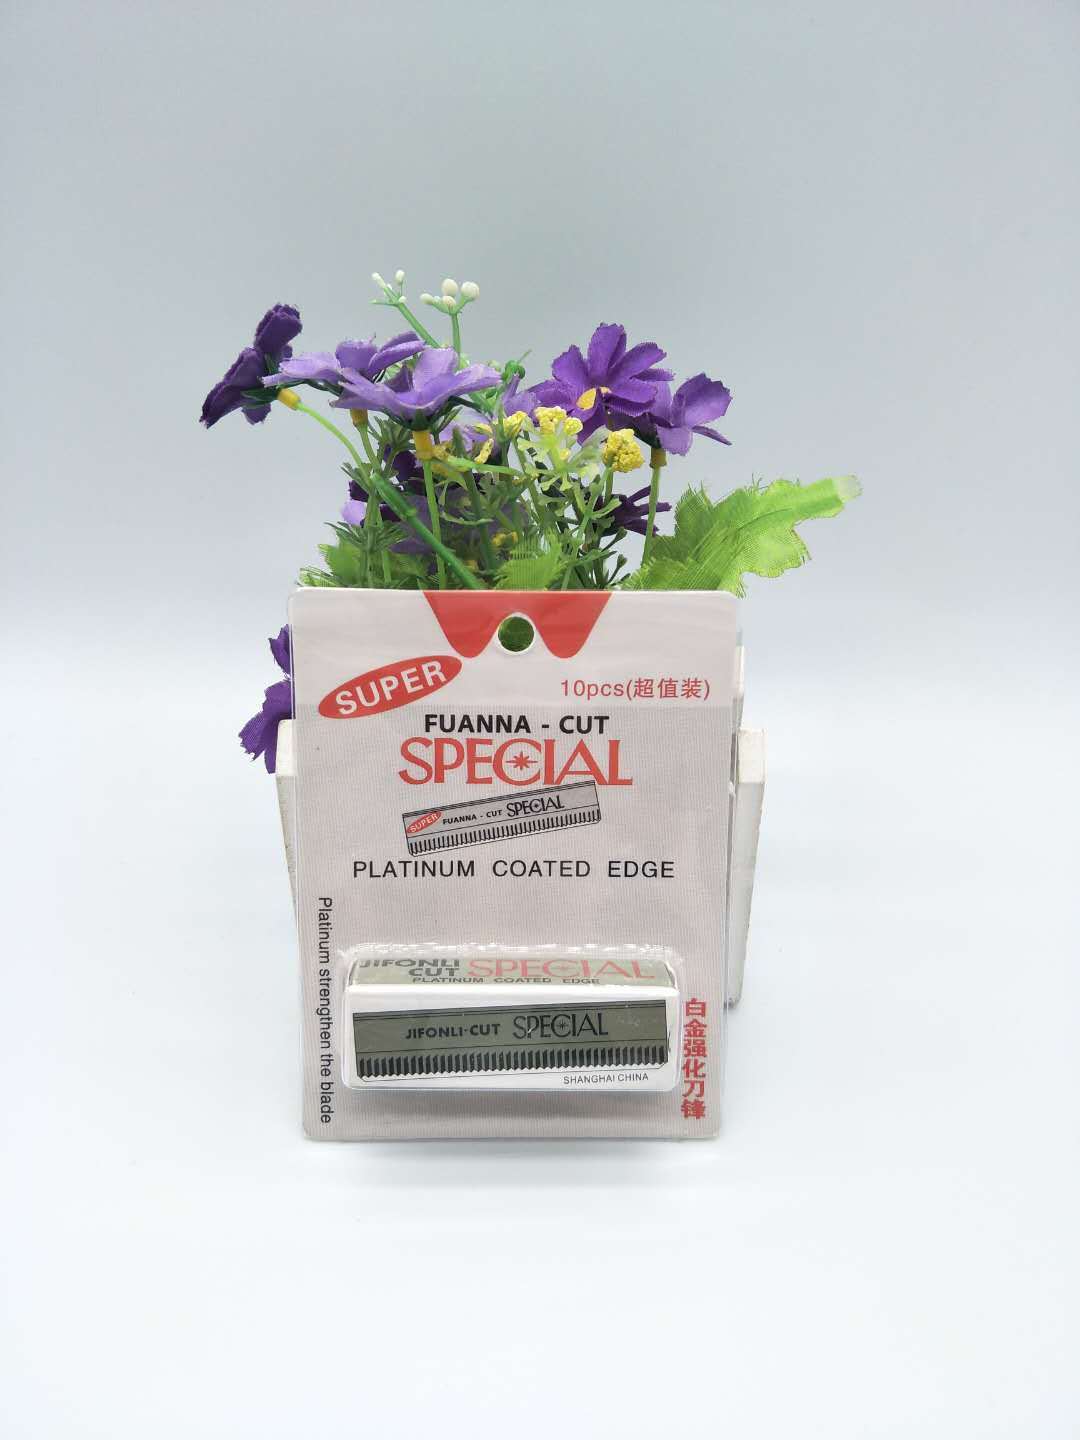 SUPER
10pcs(超值装)
FUANNA - CUT
SPECIAL
SUPER FUANNA - CUT SPECIAL
PLATINUM COATED EDGE
Platinum strengthen the blade
JIFONLI
CUT SPECIAL
PLATINUM COATED EDGE
JIFONLI-CUT SPECIAL
SHANGHAI CHINA
白金强化刀锋